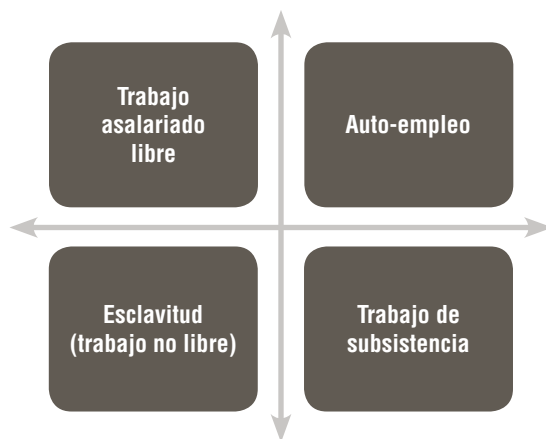 Trabajo
asalariado
libre
Auto-empleo
Esclavitud
(trabajo no libre)
Trabajo de
subsistencia